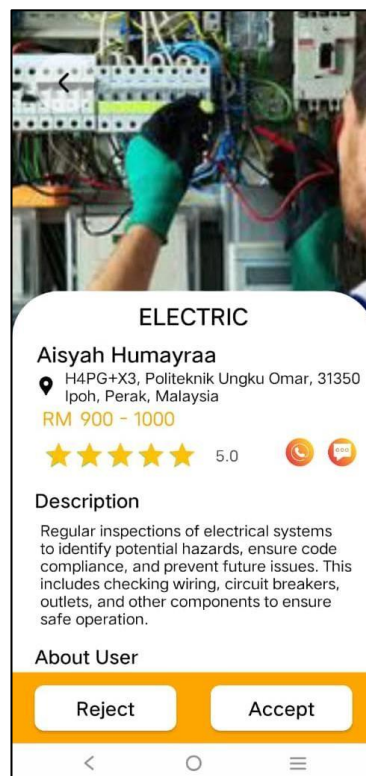 ELECTRIC
Aisyah Humayraa
H4PG+X3, Politeknik Ungku Omar, 31350
Ipoh, Perak, Malaysia
RM 900 - 1000
5.0
Description
Regular inspections of electrical systems
to identify potential hazards, ensure code
compliance, and prevent future issues. This
includes checking wiring, circuit breakers,
outlets, and other components to ensure
safe operation.
About User
Reject
Accept